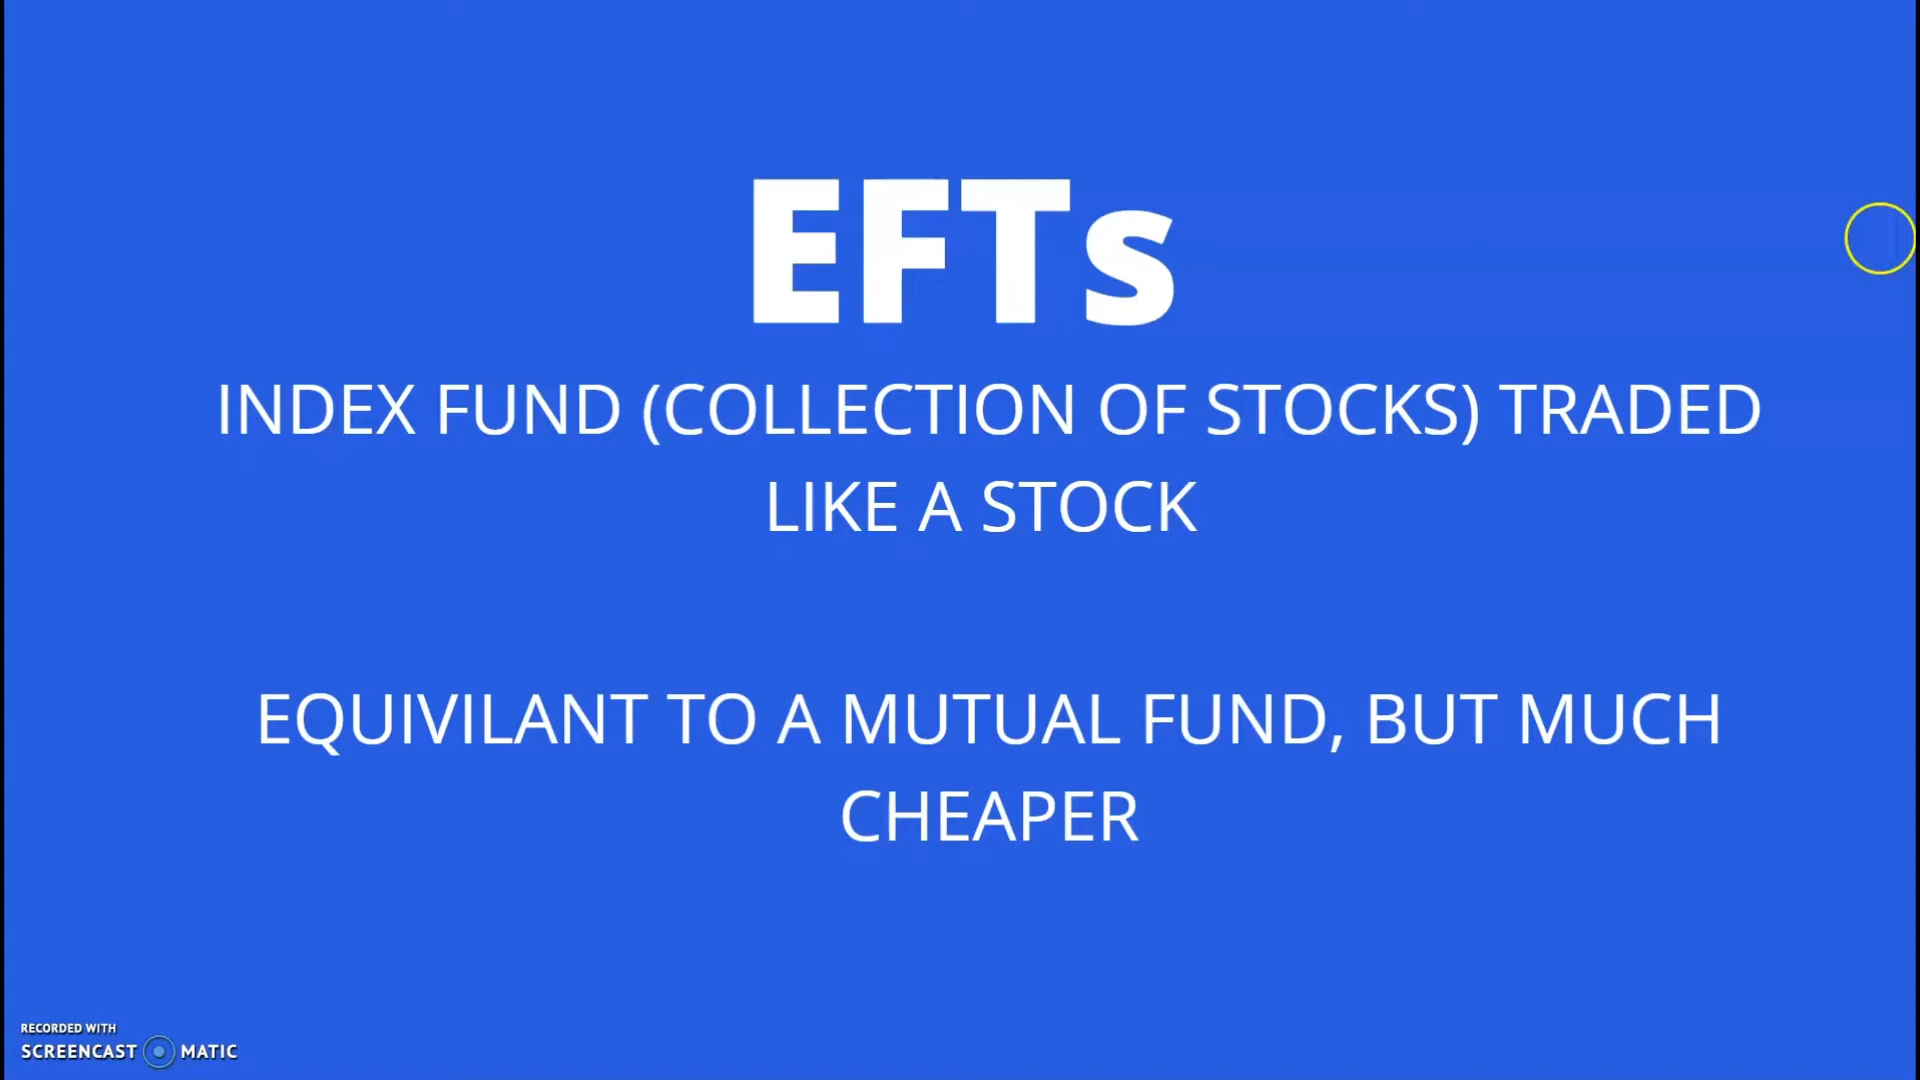 EFTs
INDEX FUND (COLLECTION OF STOCKS) TRADED
LIKE A STOCK
EQUIVILANT TO A MUTUAL FUND, BUT MUCH
CHEAPER
RECORDED WITH
SCREENCAST MATIC